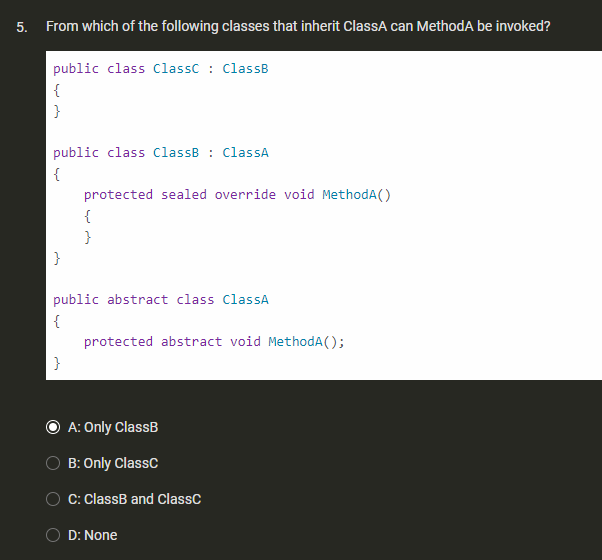 5. From which of the following classes that inherit ClassA can MethodA be invoked?
public class ClassC : ClassB
{
}
public class ClassB : ClassA
{
protected sealed override void MethodA()
{
}
}
public abstract class ClassA
{
protected abstract void MethodA();
}
A: Only ClassB
B: Only ClassC
C: ClassB and ClassC
D: None